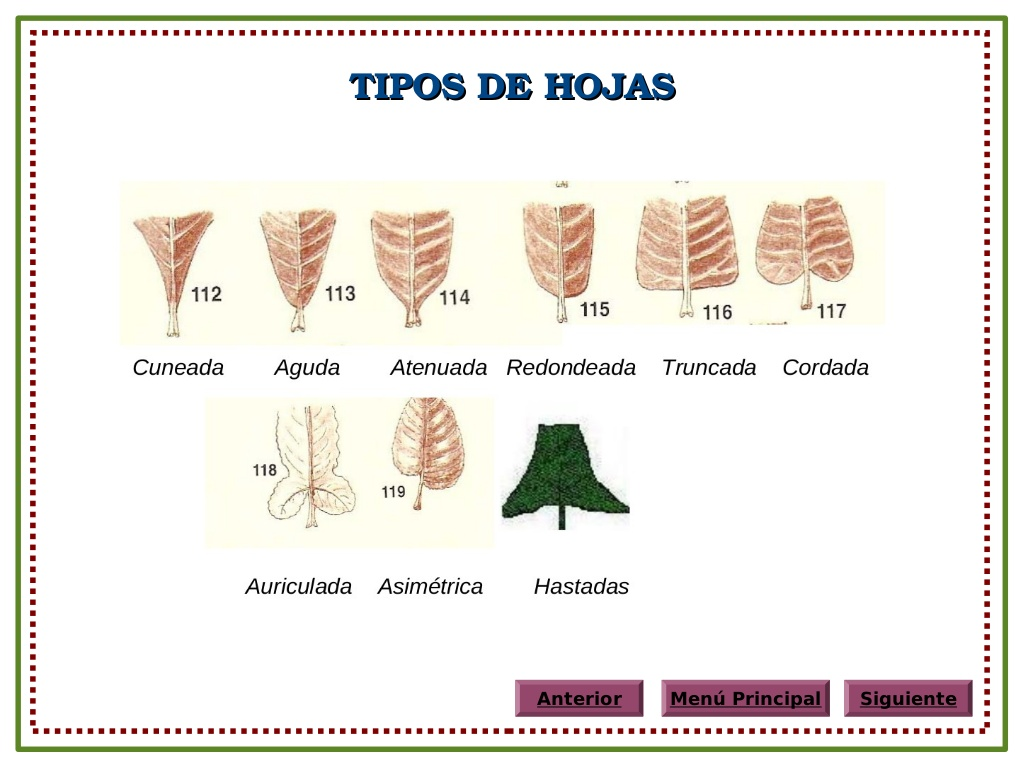 TIPOS DE HOJAS
112 113 114 115 116 117
Cuneada Aguda Atenuada Redondeada Truncada Cordada
118 119
Auriculada Asimétrica Hastadas
Anterior Menú Principal Siguiente